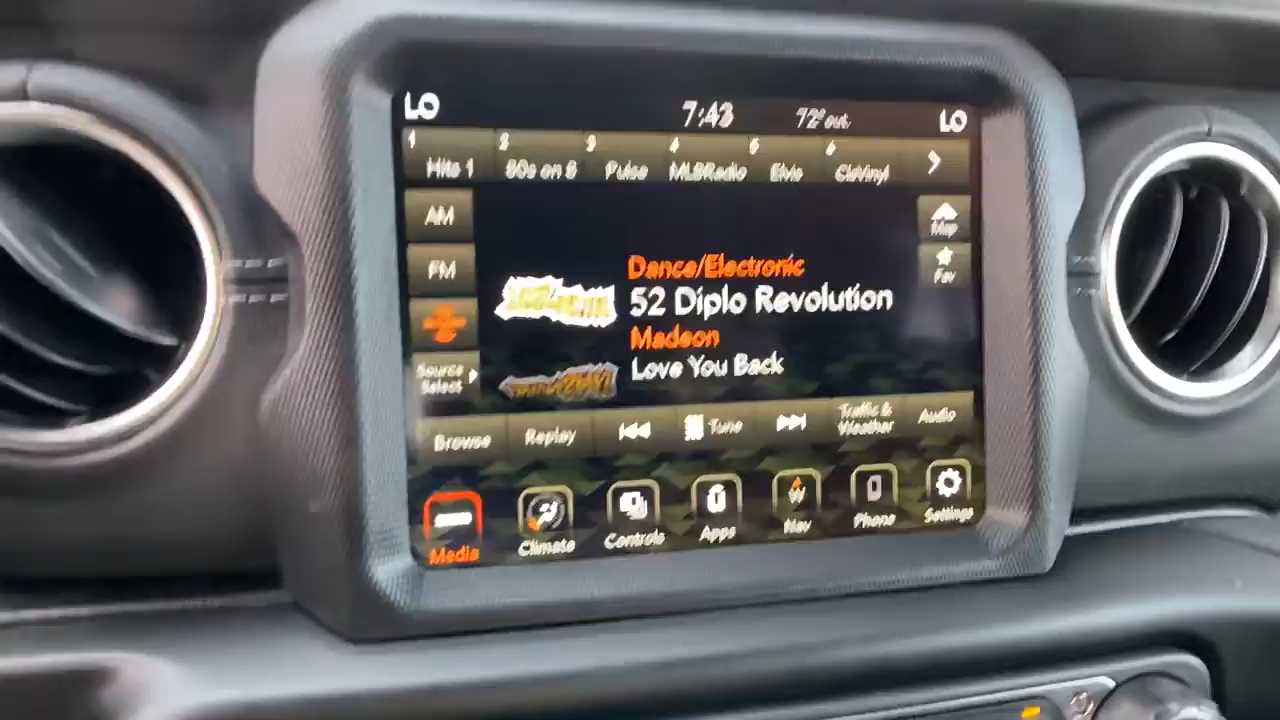 LO 7:43 72° out. LO
1 2 3 4 5 6
Hits 1 80s on 8 Pulse MLBRadio Elvis ClsVinyl
AM
Map
FM
Fav
Dance/Electronic
52 Diplo Revolution
Madeon
Love You Back
Source
Select
Browse Replay Tune Traffic &
Weather Audio
Media Climate Controls Apps Nav Phone Settings